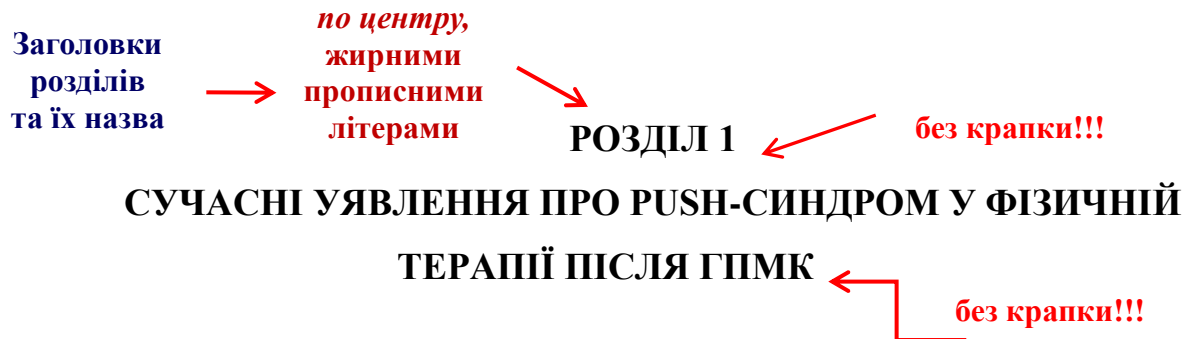 Заголовки
розділів
та їх назва
по центру,
жирними
прописними
літерами
РОЗДІЛ 1
без крапки!!!
СУЧАСНІ УЯВЛЕННЯ ПРО PUSH-СИНДРОМ У ФІЗИЧНІЙ
ТЕРАПІЇ ПІСЛЯ ГПМК
без крапки!!!